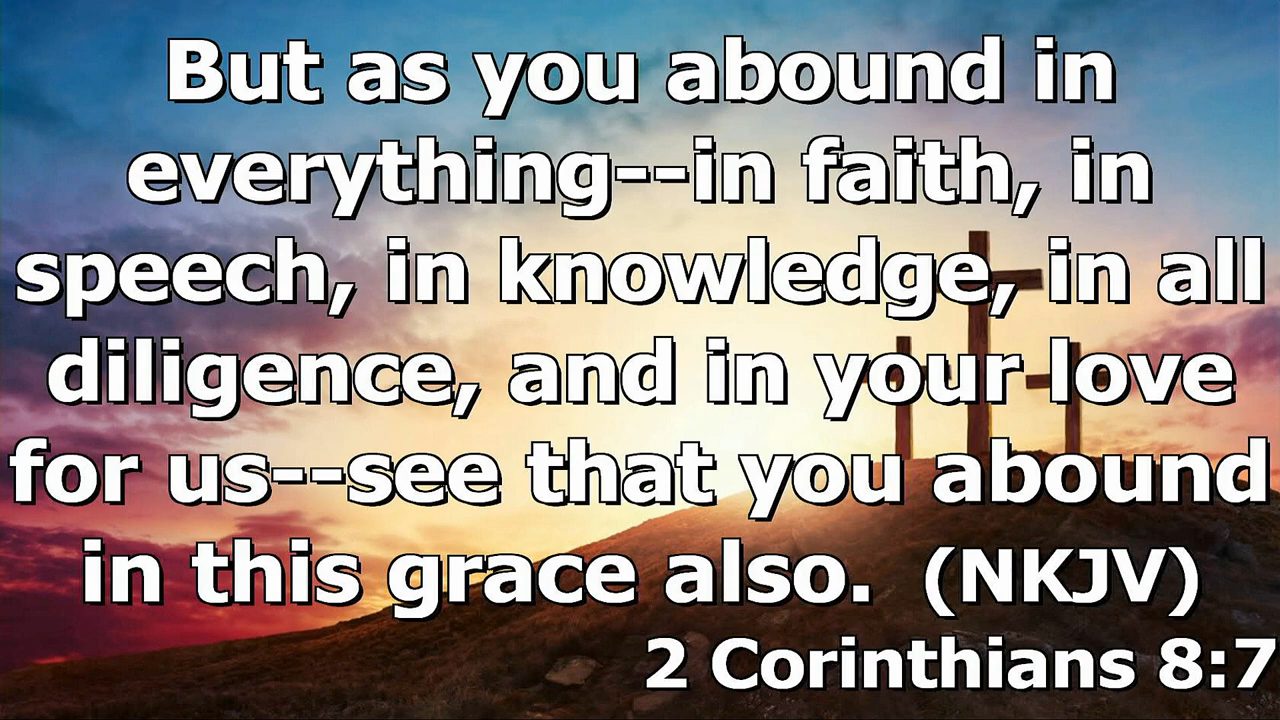 But as you abound in
everything--in faith, in
speech, in knowledge, in all
diligence, and in your love
for us--see that you abound
in this grace also.  (NKJV)
2 Corinthians 8:7